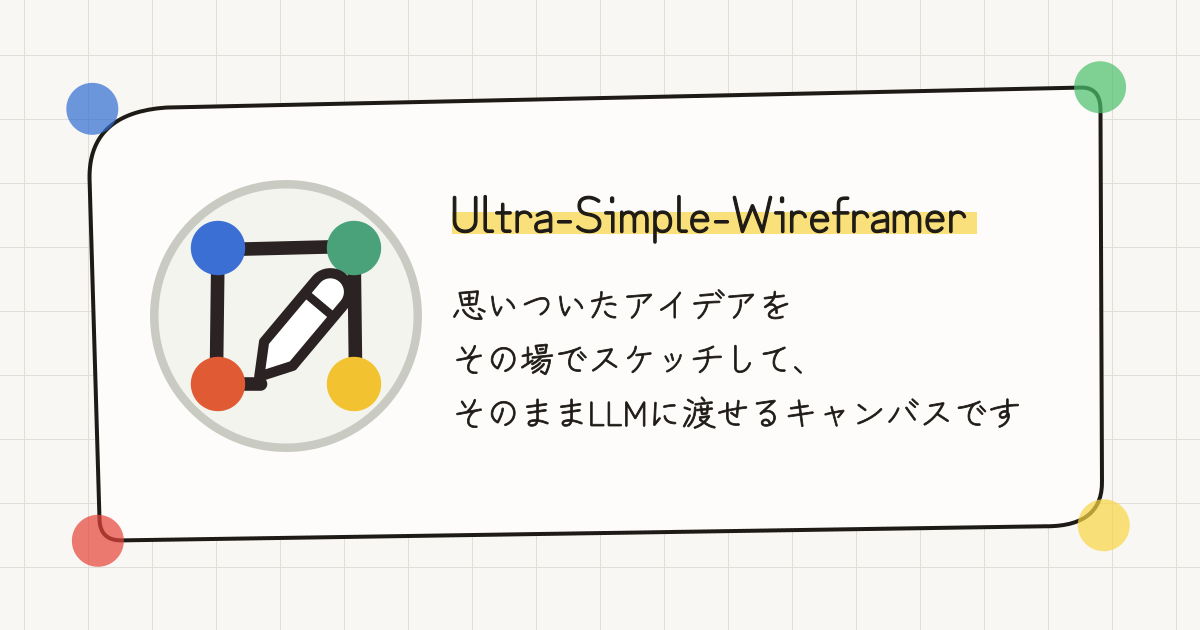 Ultra-Simple-Wireframer
思いついたアイデアを
その場でスケッチして、
そのままLLMに渡せるキャンバスです